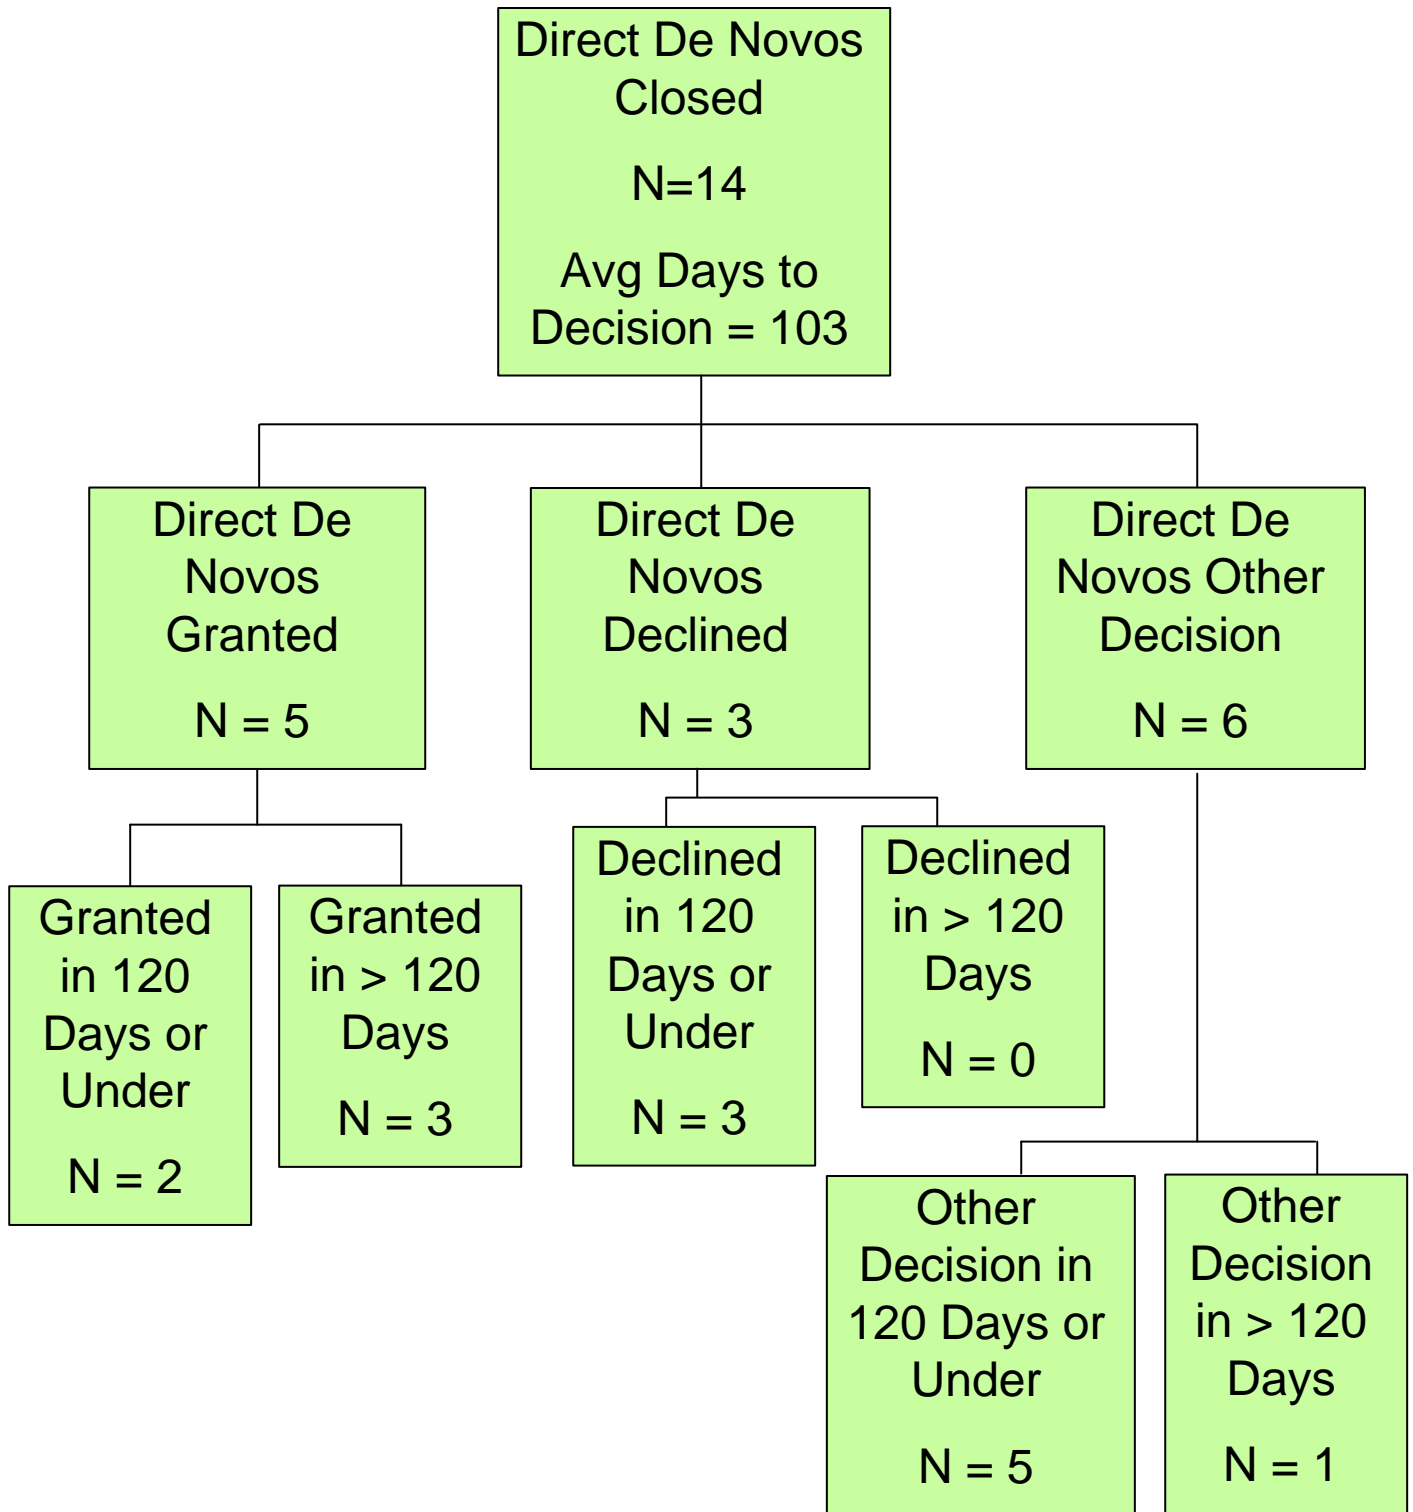 Direct De Novos
Closed
N=14
Avg Days to
Decision = 103
Direct De
Novos
Granted
N = 5
Direct De
Novos
Declined
N = 3
Direct De
Novos Other
Decision
N = 6
Granted
in 120
Days or
Under
N = 2
Granted
in > 120
Days
N = 3
Declined
in 120
Days or
Under
N = 3
Declined
in > 120
Days
N = 0
Other
Decision in
120 Days or
Under
N = 5
Other
Decision
in > 120
Days
N = 1